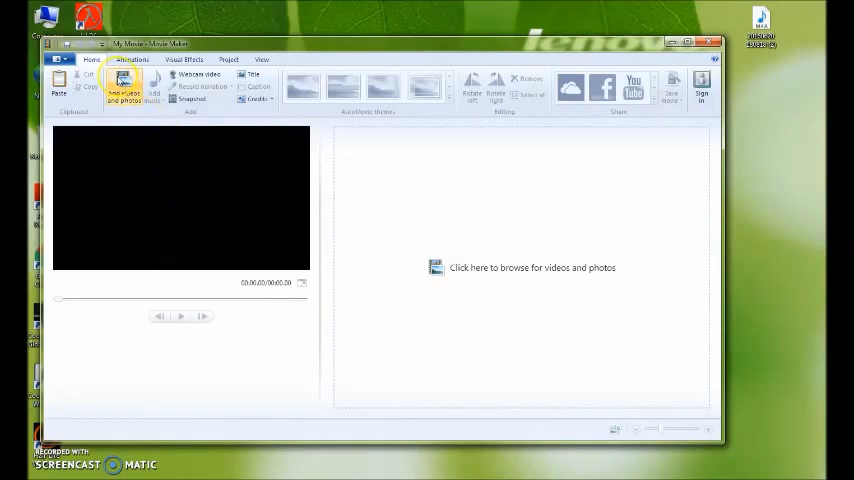 lenovo
My Movie - Movie Maker
Home Animations Visual Effects Project View
Paste
Cut
Copy
Clipboard
Add videos
and photos
Add
music
Webcam video
Record narration
Snapshot
Title
Caption
Credits
Add
AutoMovie themes
Rotate
left
Rotate
right
Remove
Select all
Editing
You
Tube
Share
Save
movie
Sign
in
00:00.00/00:00.00
Click here to browse for videos and photos
RECORDED WITH
SCREENCAST MATIC